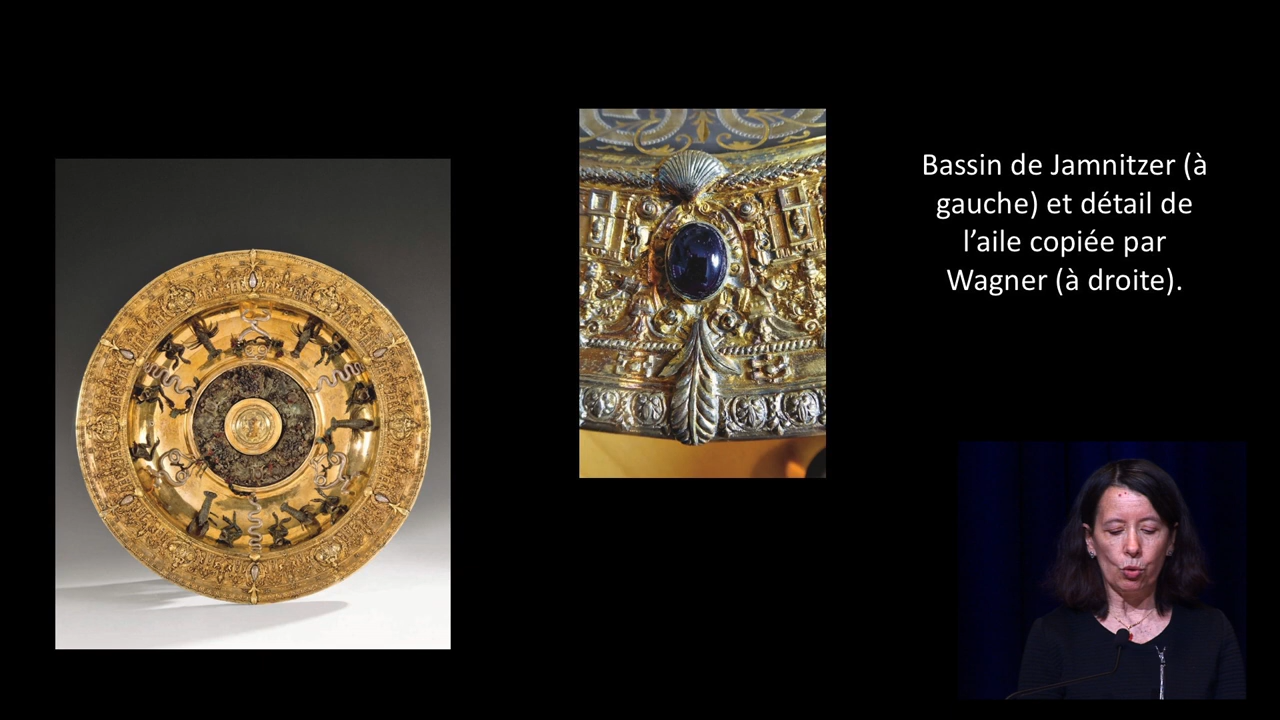 Bassin de Jamnitzer (à
gauche) et détail de
l’aile copiée par
Wagner (à droite).